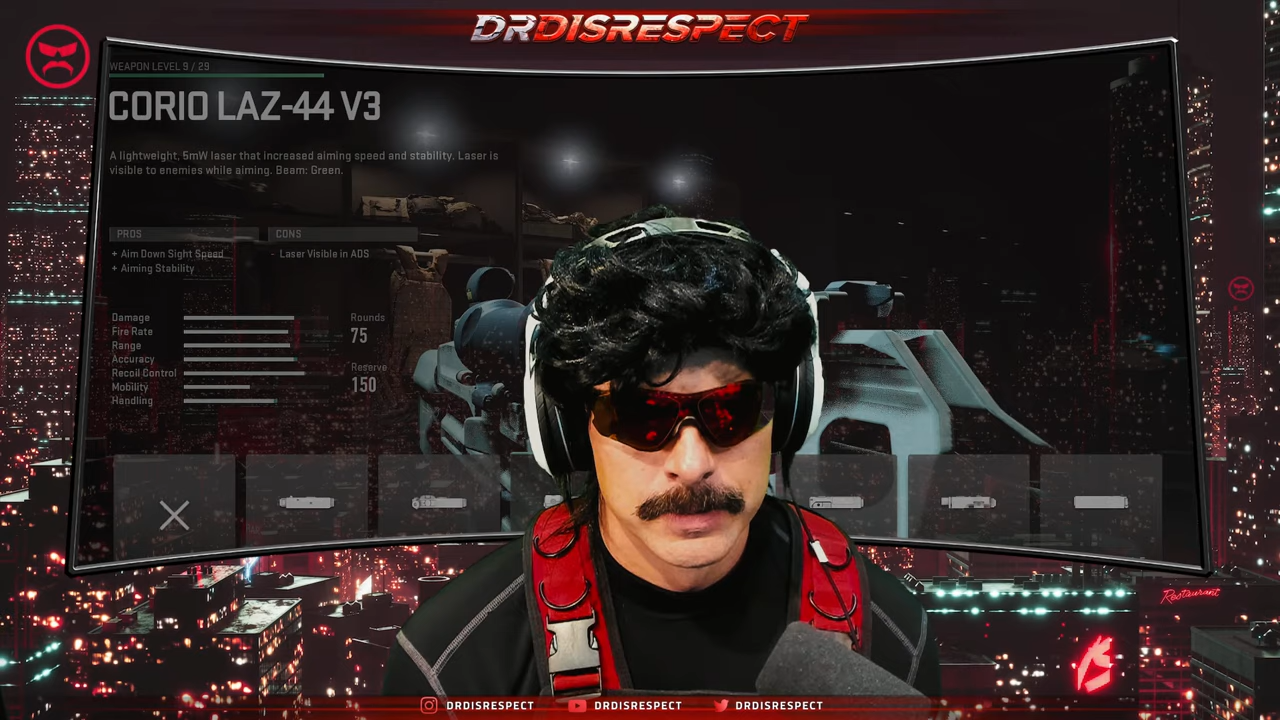 DRDISRESPECT
WEAPON LEVEL 9 / 29
CORIO LAZ-44 V3
A lightweight, 5mW laser that increased aiming speed and stability. Laser is
visible to enemies while aiming. Beam: Green.
PROS
CONS
+ Aim Down Sight Speed
- Laser Visible in ADS
+ Aiming Stability
Damage
Fire Rate
Range
Accuracy
Recoil Control
Mobility
Handling
Rounds
75
Reserve
150
Restaurant
DRDISRESPECT
DRDISRESPECT
DRDISRESPECT